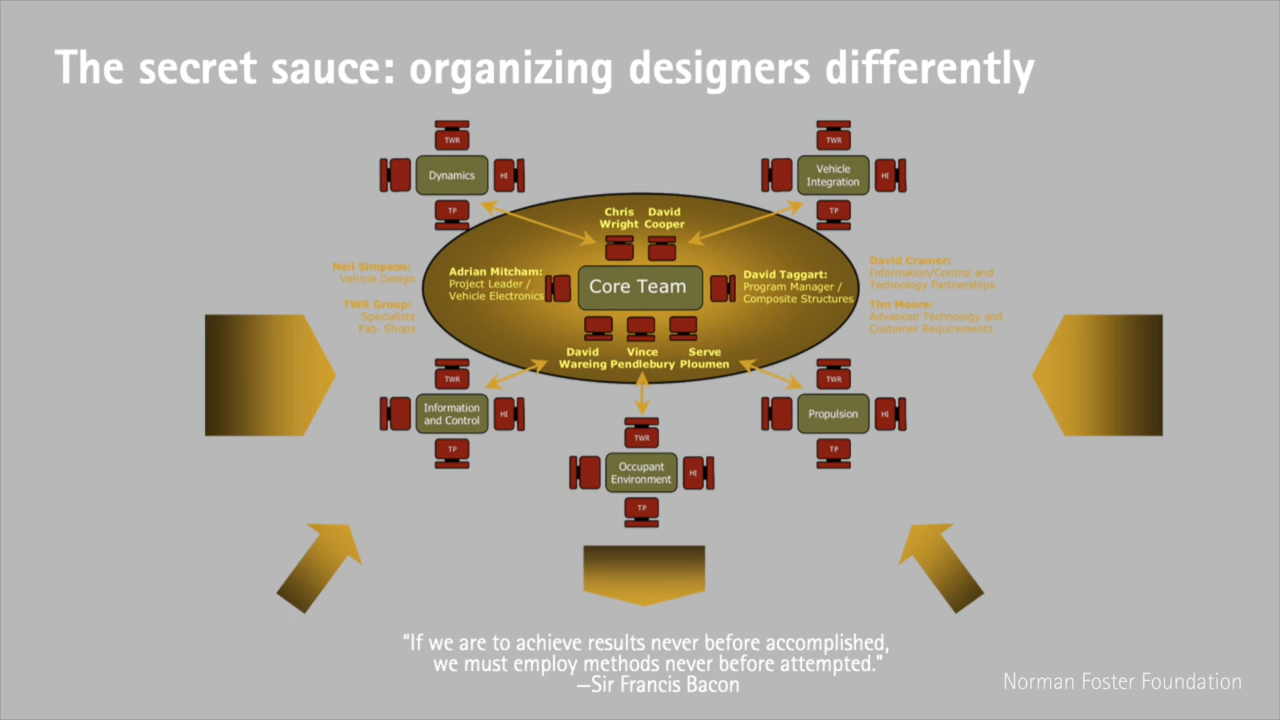 The secret sauce: organizing designers differently
TWR
Dynamics
HI
TP
TWR
Vehicle
Integration
HI
TP
Chris
Wright
David
Cooper
Neil Simpson:
Vehicle Design
TWR Group:
Specialists
Fab. Shops
Adrian Mitcham:
Project Leader /
Vehicle Electronics
Core Team
David Taggart:
Program Manager /
Composite Structures
David Cramer:
Information/Control and
Technology Partnerships
Tim Moore:
Advanced Technology and
Customer Requirements
David
Wareing
Vince
Pendlebury
Serve
Ploumen
TWR
Information
and Control
HI
TP
TWR
Occupant
Environment
HI
TP
TWR
Propulsion
HI
TP
“If we are to achieve results never before accomplished,
we must employ methods never before attempted.”
—Sir Francis Bacon
Norman Foster Foundation